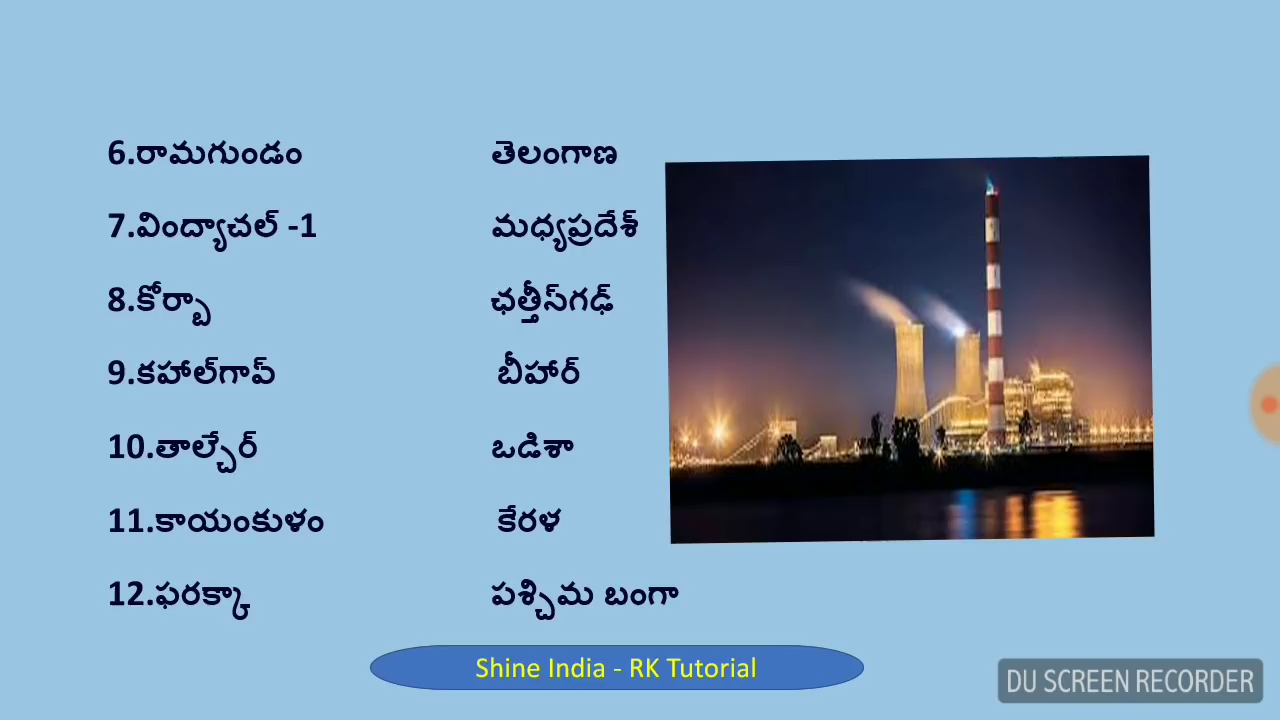 6.రామగుండం తెలంగాణ
7.వింద్యాచల్ -1 మధ్యప్రదేశ్
8.కోర్బా ఛత్తీస్‌గఢ్
9.కహాల్‌గావ్ బీహార్
10.తాల్చేర్ ఒడిశా
11.కాయంకుళం కేరళ
12.ఫరక్కా పశ్చిమ బంగా
Shine India - RK Tutorial
DU SCREEN RECORDER